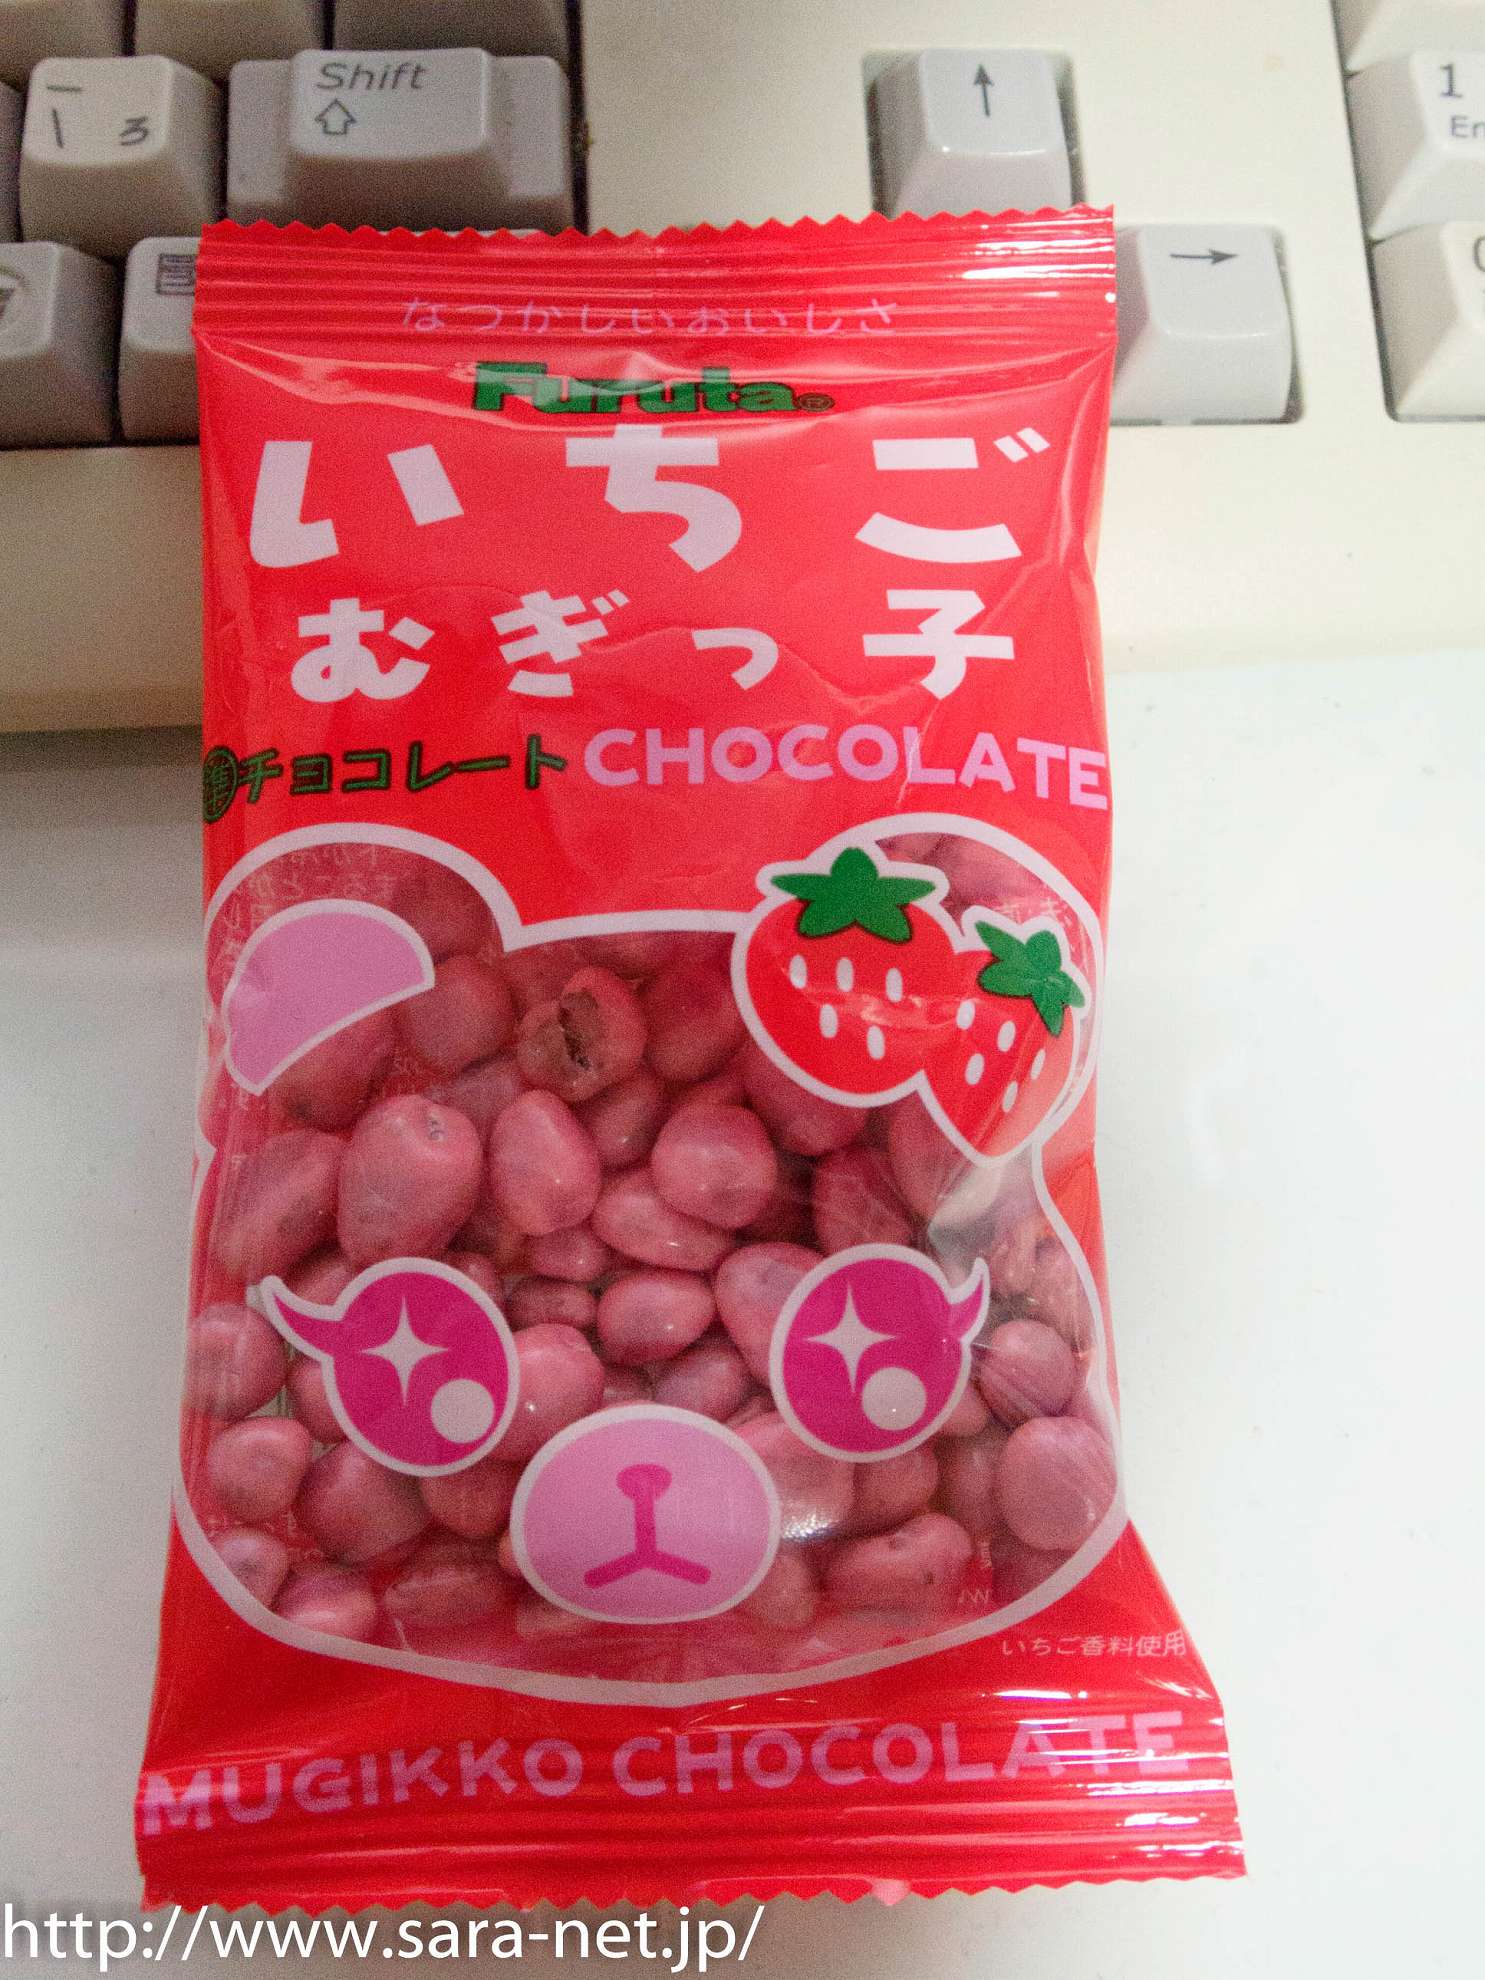 Shift
1
なつかしいおいしさ
Furuta®
いちご
むぎっ子
準チョコレート CHOCOLATE
いちご香料使用
MUGIKKO CHOCOLATE
http://www.sara-net.jp/